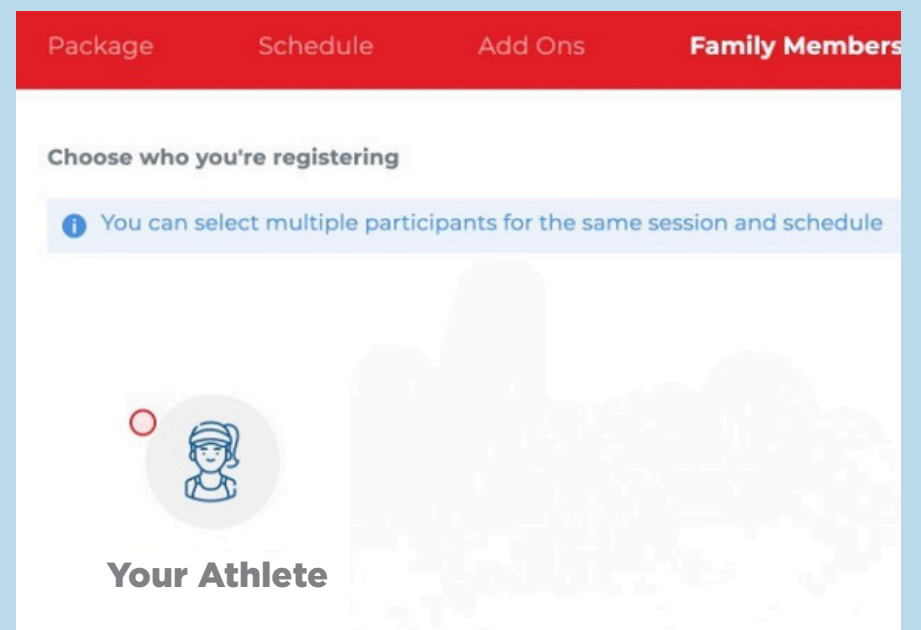 Package Schedule Add Ons Family Members
Choose who you're registering
You can select multiple participants for the same session and schedule
Your Athlete